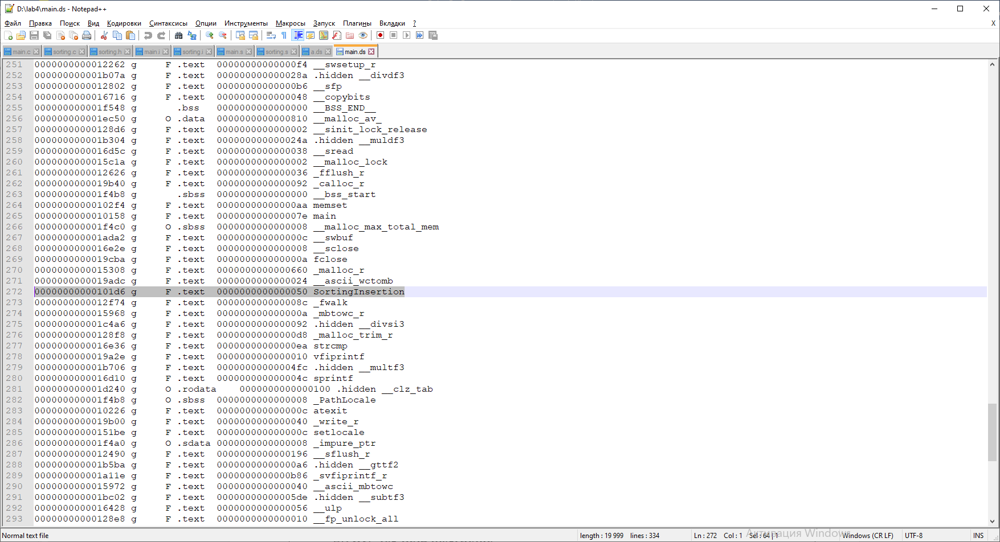 D:\lab4\main.ds - Notepad++
Файл Правка Поиск Вид Кодировки Синтаксисы Опции Инструменты Макросы Запуск Плагины Вкладки ? X
main.c sorting.c sorting.h main.i sorting.i main.s sorting.s a.ds main.ds
251 0000000000012262 g F .text 00000000000000f4 __swsetup_r
252 000000000001b07a g F .text 000000000000028a .hidden __divdf3
253 0000000000012802 g F .text 00000000000000b6 __sfp
254 0000000000016716 g F .text 0000000000000048 __copybits
255 000000000001f548 g .bss 0000000000000000 __BSS_END__
256 000000000001ec50 g O .data 0000000000000810 __malloc_av_
257 00000000000128d6 g F .text 0000000000000002 __sinit_lock_release
258 000000000001b304 g F .text 000000000000024a .hidden __muldf3
259 0000000000016d5c g F .text 0000000000000038 __sread
260 0000000000015c1a g F .text 0000000000000002 __malloc_lock
261 0000000000012626 g F .text 0000000000000036 _fflush_r
262 0000000000019b40 g F .text 0000000000000092 _calloc_r
263 000000000001f4b8 g .sbss 0000000000000000 __bss_start
264 00000000000102f4 g F .text 00000000000000aa memset
265 0000000000010158 g F .text 000000000000007e main
266 000000000001f4c0 g O .sbss 0000000000000008 __malloc_max_total_mem
267 000000000001ada2 g F .text 000000000000000c __swbuf
268 0000000000016e2e g F .text 0000000000000008 __sclose
269 0000000000019cba g F .text 000000000000000a fclose
270 0000000000015308 g F .text 0000000000000660 _malloc_r
271 0000000000019adc g F .text 0000000000000024 __ascii_wctomb
272 00000000000101d6 g F .text 0000000000000050 SortingInsertion
273 0000000000012f74 g F .text 000000000000008c _fwalk
274 0000000000015968 g F .text 000000000000000a _mbtowc_r
275 000000000001c4a6 g F .text 0000000000000092 .hidden __divsi3
276 00000000000128f8 g F .text 00000000000000d8 _malloc_trim_r
277 0000000000016e36 g F .text 00000000000000ea strcmp
278 0000000000019a2e g F .text 0000000000000010 vfiprintf
279 000000000001b706 g F .text 00000000000004fc .hidden __multf3
280 0000000000016d10 g F .text 000000000000004c sprintf
281 000000000001d240 g O .rodata 0000000000000100 .hidden __clz_tab
282 000000000001f4b8 g O .sbss 0000000000000008 _PathLocale
283 0000000000010226 g F .text 000000000000000c atexit
284 0000000000019b00 g F .text 0000000000000040 _write_r
285 00000000000151be g F .text 000000000000000c setlocale
286 000000000001f4a0 g O .sdata 0000000000000008 _impure_ptr
287 0000000000012490 g F .text 0000000000000196 __sflush_r
288 000000000001b5ba g F .text 00000000000000a6 .hidden __gttf2
289 000000000001a11e g F .text 0000000000000b86 _svfiprintf_r
290 0000000000015972 g F .text 0000000000000040 __ascii_mbtowc
291 000000000001bc02 g F .text 00000000000005de .hidden __subtf3
292 0000000000016428 g F .text 0000000000000056 __ulp
293 00000000000128e8 g F .text 0000000000000010 __fp_unlock_all
Активация Windows
Normal text file length : 19 999 lines : 334 Ln : 272 Col : 1 Sel : 64 | 1 Windows (CR LF) UTF-8 INS